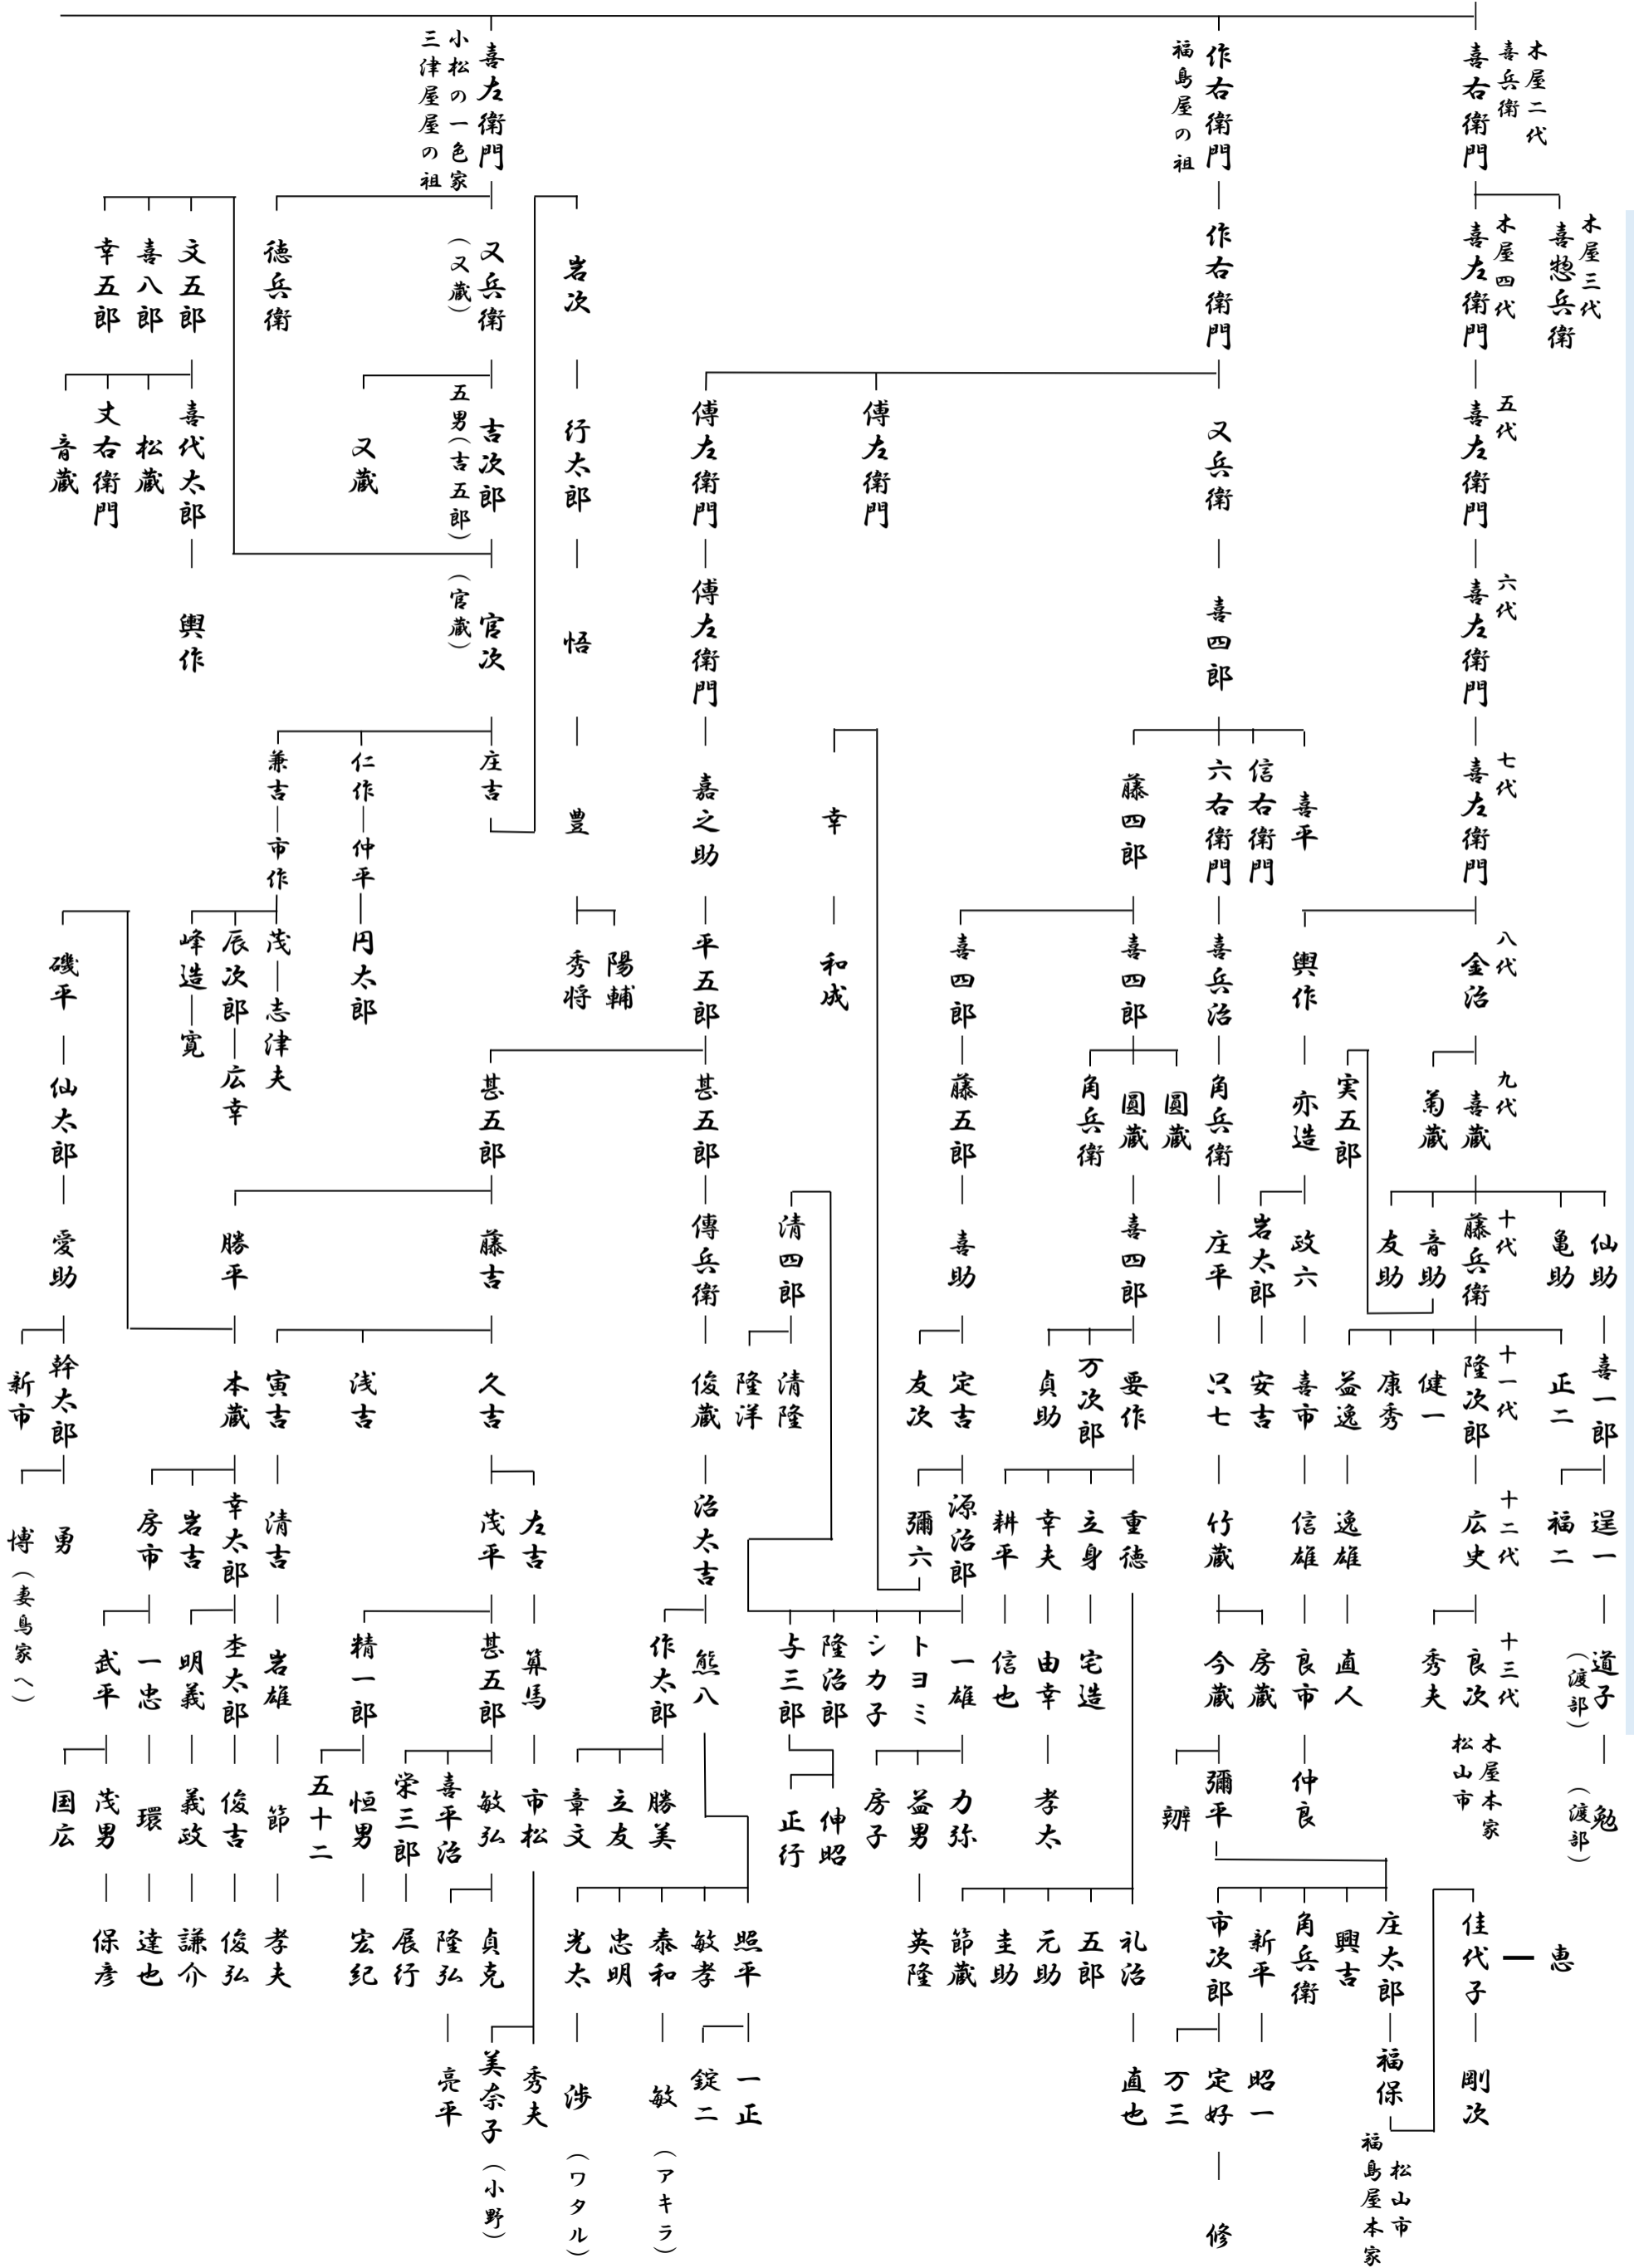 木屋二代
喜兵衛
喜右衛門
作右衛門
福島屋の祖
喜左衛門
小松の一色家
三津屋屋の祖
木屋三代
喜惣兵衛
木屋四代
喜左衛門
作右衛門
岩次
又兵衛
(又蔵)
徳兵衛
文五郎
喜八郎
幸五郎
五代
喜左衛門
又兵衛
傳左衛門
傳左衛門
行太郎
吉次郎
五男(吉五郎)
又蔵
喜代太郎
松蔵
丈右衛門
音蔵
六代
喜左衛門
喜四郎
傳左衛門
悟
官次
(官蔵)
輿作
七代
喜左衛門
喜平
信右衛門
六右衛門
藤四郎
幸
嘉之助
豊
庄吉
仁作
仲平
兼吉
市作
八代
金治
輿作
喜兵治
喜四郎
喜四郎
和成
平五郎
陽輔
秀将
円太郎
茂
志津夫
辰次郎
広幸
峰造
寛
磯平
九代
喜蔵
菊蔵
実五郎
亦造
角兵衛
圓蔵
圓蔵
角兵衛
藤五郎
甚五郎
甚五郎
仙太郎
仙助
亀助
十代
藤兵衛
音助
友助
政六
岩太郎
庄平
喜四郎
喜助
清四郎
傳兵衛
藤吉
勝平
愛助
喜一郎
正二
十一代
隆次郎
健一
康秀
益逸
喜市
安吉
只七
要作
万次郎
貞助
定吉
友次
清隆
隆洋
俊蔵
久吉
浅吉
寅吉
本蔵
幹太郎
新市
逞一
福二
十二代
広史
逸雄
信雄
竹蔵
重徳
立身
幸夫
耕平
源治郎
彌六
治太吉
左吉
茂平
清吉
幸太郎
岩吉
房市
勇
博
(妻鳥家へ)
道子
(渡部)
十三代
良次
秀夫
直人
良市
房蔵
今蔵
宅造
由幸
信也
一雄
トヨミ
シカ子
隆治郎
与三郎
熊八
作太郎
算馬
甚五郎
精一郎
岩雄
杢太郎
明義
一忠
武平
勉
(渡部)
木屋本家
松山市
仲良
彌平
辦
孝太
力弥
益男
房子
伸昭
正行
勝美
立友
章文
市松
敏弘
喜平治
栄三郎
恒男
五十二
節
俊吉
義政
環
茂男
国広
恵
佳代子
庄太郎
興吉
角兵衛
新平
市次郎
礼治
五郎
元助
圭助
節蔵
英隆
照平
敏孝
泰和
忠明
光太
貞克
隆弘
展行
宏紀
孝夫
俊弘
謙介
達也
保彦
剛次
福保
昭一
定好
万三
直也
一正
錠二
敏
(アキラ)
渉
(ワタル)
秀夫
美奈子
(小野)
亮平
松山市
福島屋本家
修